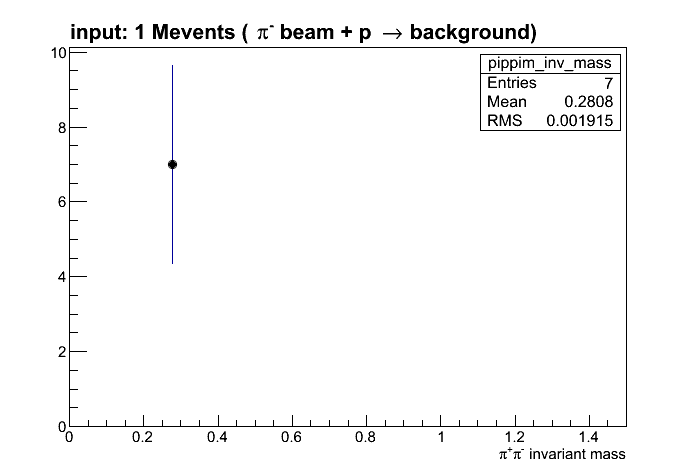 input: 1 Mevents ( π⁻ beam + p → background)
pippim_inv_mass
Entries 7
Mean 0.2808
RMS 0.001915
10
8
6
4
2
0
0 0.2 0.4 0.6 0.8 1 1.2 1.4
π⁺π⁻ invariant mass